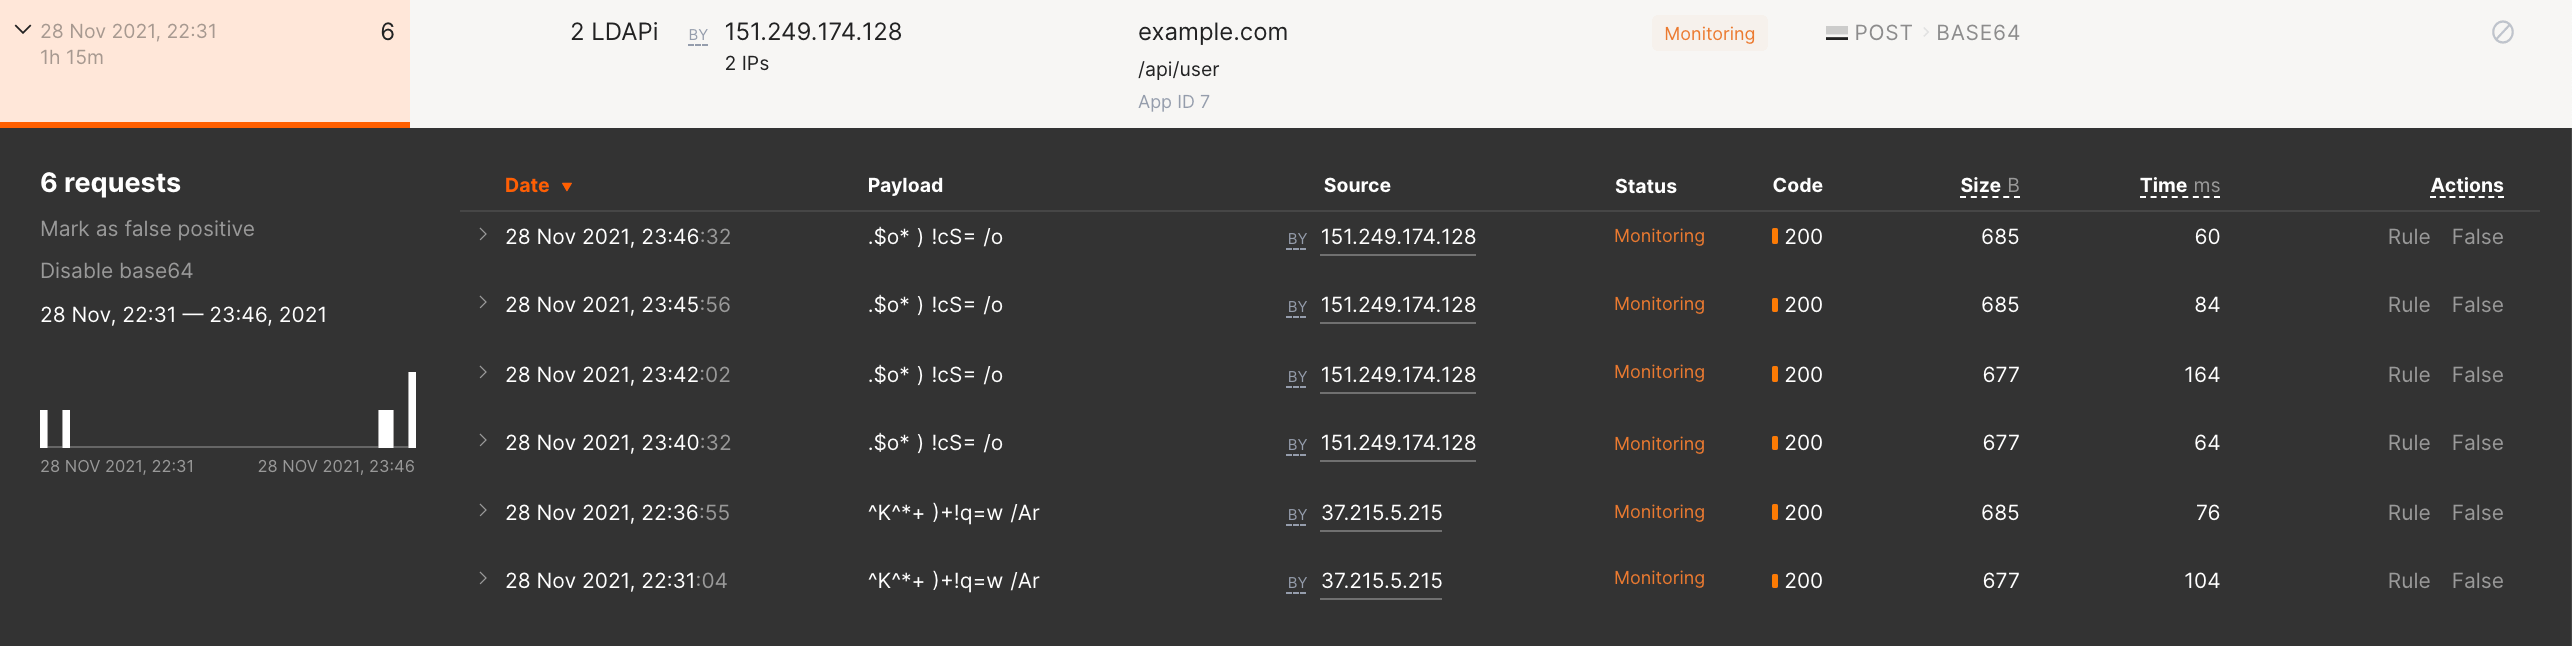 28 Nov 2021, 22:31 6 2 LDAPi BY 151.249.174.128 example.com Monitoring POST › BASE64
1h 15m 2 IPs /api/user
App ID 7
6 requests
Mark as false positive
Disable base64
28 Nov, 22:31 — 23:46, 2021
28 NOV 2021, 22:31 28 NOV 2021, 23:46
Date Payload Source Status Code Size B Time ms Actions
28 Nov 2021, 23:46:32 .$o* ) !cS= /o BY 151.249.174.128 Monitoring 200 685 60 Rule False
28 Nov 2021, 23:45:56 .$o* ) !cS= /o BY 151.249.174.128 Monitoring 200 685 84 Rule False
28 Nov 2021, 23:42:02 .$o* ) !cS= /o BY 151.249.174.128 Monitoring 200 677 164 Rule False
28 Nov 2021, 23:40:32 .$o* ) !cS= /o BY 151.249.174.128 Monitoring 200 677 64 Rule False
28 Nov 2021, 22:36:55 ^K^*+ )+!q=w /Ar BY 37.215.5.215 Monitoring 200 685 76 Rule False
28 Nov 2021, 22:31:04 ^K^*+ )+!q=w /Ar BY 37.215.5.215 Monitoring 200 677 104 Rule False